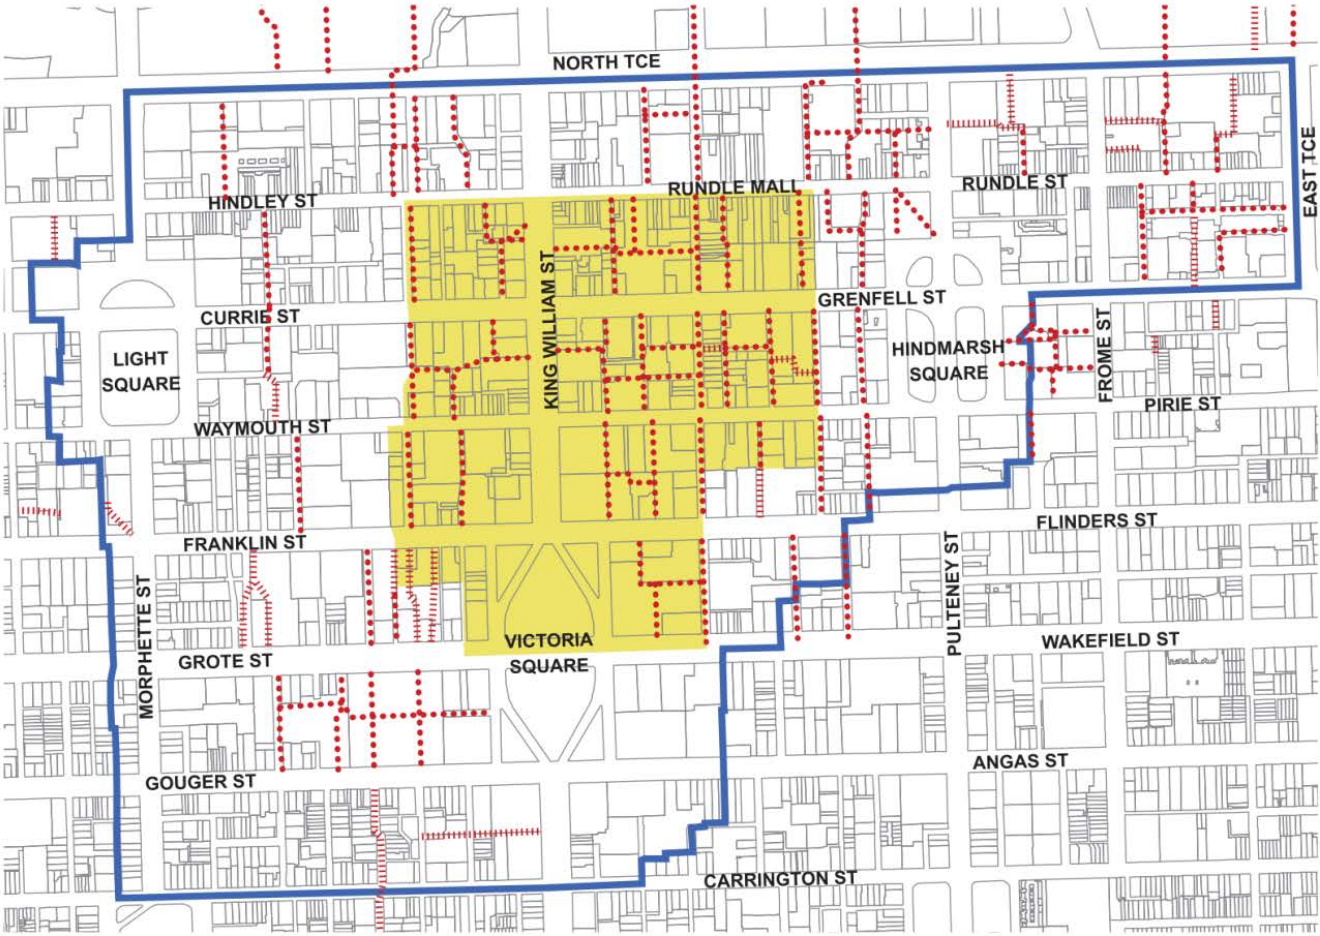 NORTH TCE
EAST TCE
RUNDLE MALL
RUNDLE ST
HINDLEY ST
KING WILLIAM ST
GRENFELL ST
CURRIE ST
LIGHT
SQUARE
HINDMARSH
SQUARE
FROME ST
PIRIE ST
WAYMOUTH ST
FLINDERS ST
FRANKLIN ST
PULTENEY ST
MORPHETTE ST
VICTORIA
SQUARE
WAKEFIELD ST
GROTE ST
ANGAS ST
GOUGER ST
CARRINGTON ST